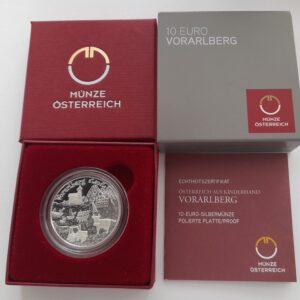 MÜNZE
ÖSTERREICH
10 EURO
VORARLBERG
MÜNZE
ÖSTERREICH
ECHTHEITSZERTIFIKAT
ÖSTERREICH AUS KINDERHAND
VORARLBERG
10-EURO-SILBERMÜNZE
POLIERTE PLATTE/PROOF
MÜNZE
ÖSTERREICH